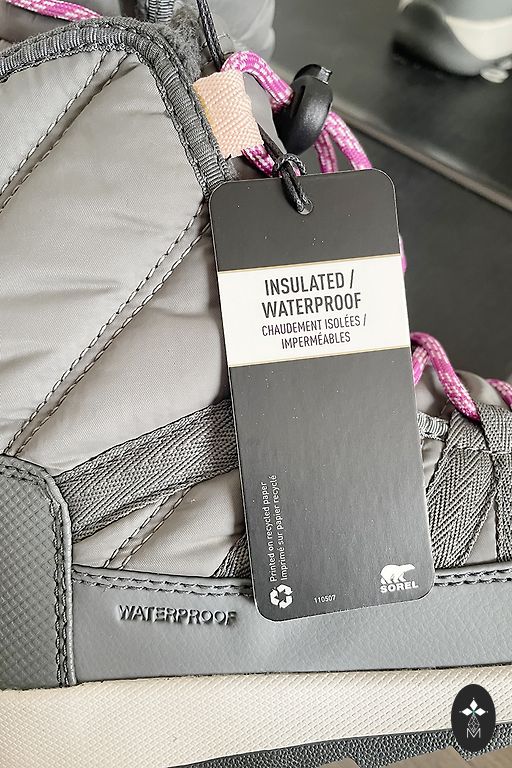 INSULATED /
WATERPROOF
CHAUDEMENT ISOLÉES /
IMPERMÉABLES
Printed on recycled paper
Imprimé sur papier recyclé
110507
SOREL
WATERPROOF
M